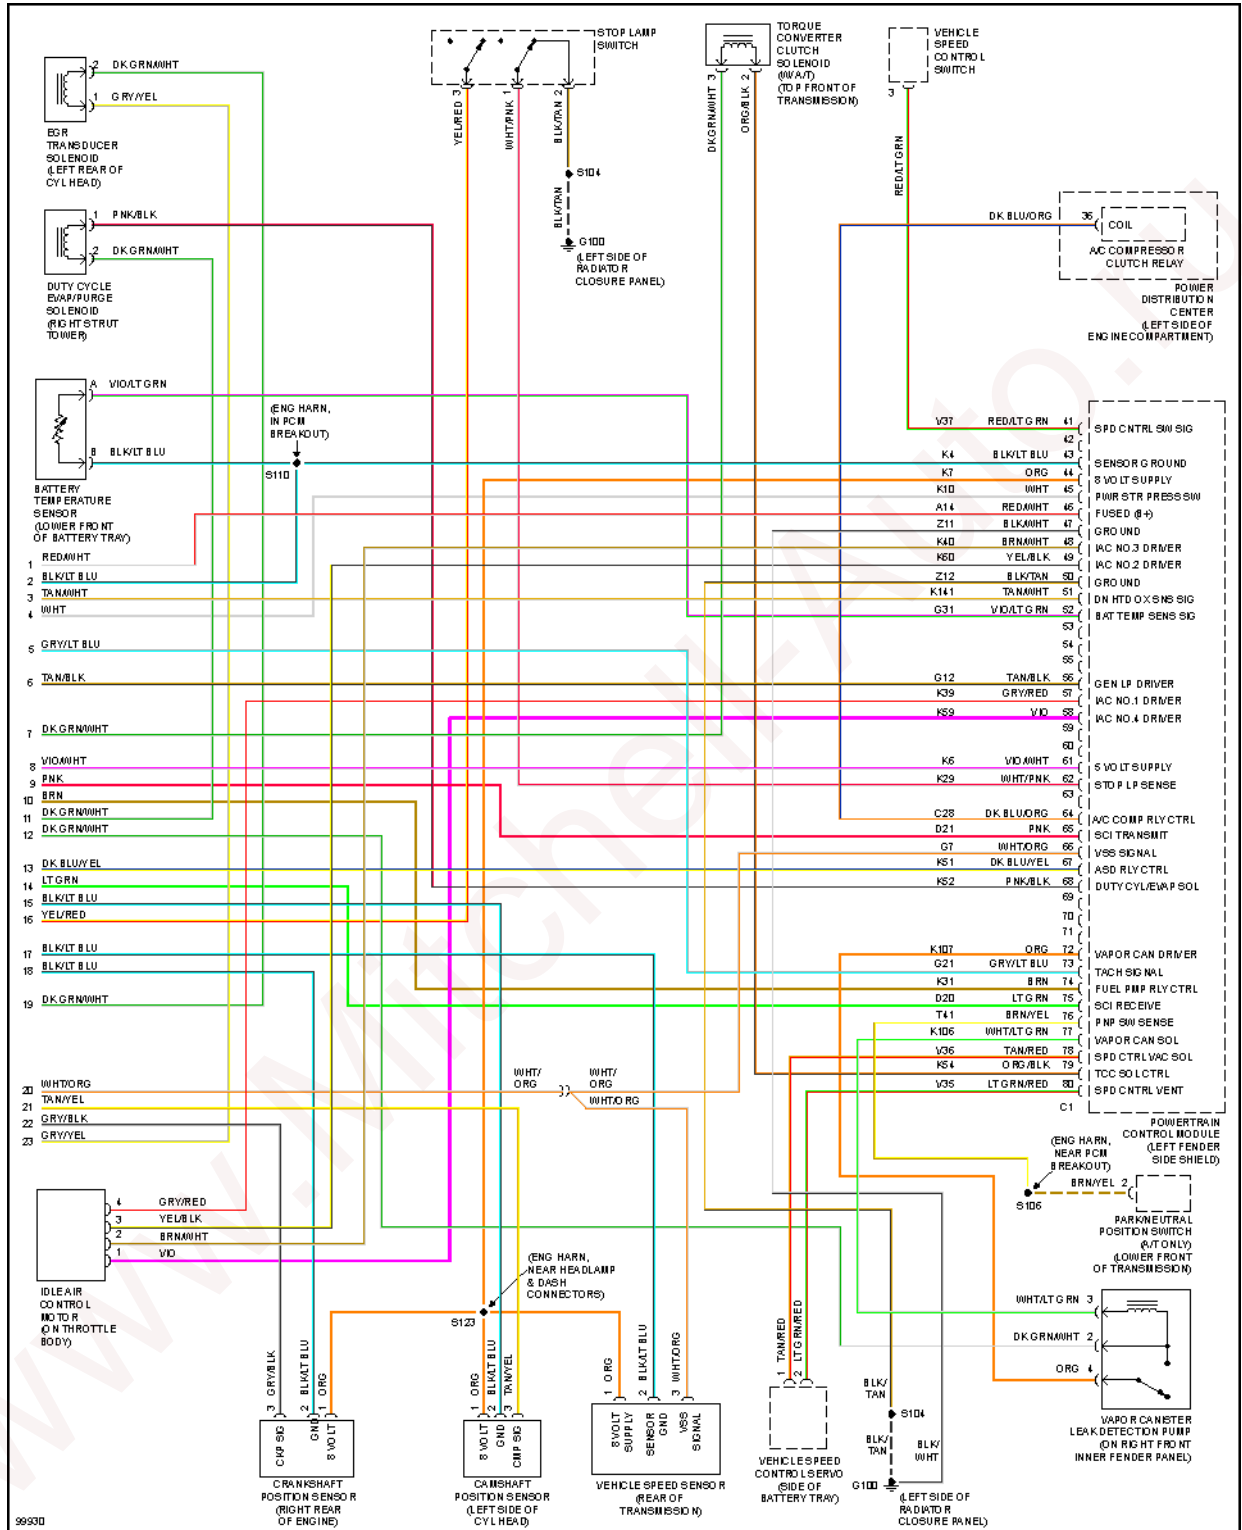 STOP LAMP
SWITCH
TORQUE
CONVERTER
CLUTCH
SOLENOID
(W/A/T)
(TOP FRONT OF
TRANSMISSION)
VEHICLE
SPEED
CONTROL
SWITCH
2 DK GRN/WHT
1 GRY/YEL
EGR
TRANSDUCER
SOLENOID
(LEFT REAR OF
CYL HEAD)
YEL/RED 3
WHT/PNK 1
BLK/TAN 2
DK GRN/WHT 3
ORG/BLK 2
3
RED/LT GRN
S104
BLK/TAN
G100
(LEFT SIDE OF
RADIATOR
CLOSURE PANEL)
1 PNK/BLK
2 DK GRN/WHT
DUTY CYCLE
EVAP/PURGE
SOLENOID
(RIGHT STRUT
TOWER)
DK BLU/ORG 36
COIL
A/C COMPRESSOR
CLUTCH RELAY
POWER
DISTRIBUTION
CENTER
(LEFT SIDE OF
ENGINE COMPARTMENT)
A VIO/LT GRN
B BLK/LT BLU
(ENG HARN,
IN PCM
BREAKOUT)
S110
BATTERY
TEMPERATURE
SENSOR
(LOWER FRONT
OF BATTERY TRAY)
1 RED/WHT
2 BLK/LT BLU
3 TAN/WHT
4 WHT
5 GRY/LT BLU
6 TAN/BLK
7 DK GRN/WHT
8 VIO/WHT
9 PNK
10 BRN
11 DK GRN/WHT
12 DK GRN/WHT
13 DK BLU/YEL
14 LT GRN
15 BLK/LT BLU
16 YEL/RED
17 BLK/LT BLU
18 BLK/LT BLU
19 DK GRN/WHT
20 WHT/ORG
21 TAN/YEL
22 GRY/BLK
23 GRY/YEL
V37 RED/LT GRN 41 SPD CNTRL SW SIG
42
K4 BLK/LT BLU 43 SENSOR GROUND
K7 ORG 44 8 VOLT SUPPLY
K10 WHT 45 PWR STR PRESS SW
A14 RED/WHT 46 FUSED (B+)
Z11 BLK/WHT 47 GROUND
K40 BRN/WHT 48 IAC NO.3 DRIVER
K60 YEL/BLK 49 IAC NO.2 DRIVER
Z12 BLK/TAN 50 GROUND
K141 TAN/WHT 51 DN HTD OX SNS SIG
G31 VIO/LT GRN 52 BAT TEMP SENS SIG
53
54
55
G12 TAN/BLK 56 GEN LP DRIVER
K39 GRY/RED 57 IAC NO.1 DRIVER
K59 VIO 58 IAC NO.4 DRIVER
59
60
K6 VIO/WHT 61 5 VOLT SUPPLY
K29 WHT/PNK 62 STOP LP SENSE
63
C28 DK BLU/ORG 64 A/C COMP RLY CTRL
D21 PNK 65 SCI TRANSMIT
G7 WHT/ORG 66 VSS SIGNAL
K51 DK BLU/YEL 67 ASD RLY CTRL
K52 PNK/BLK 68 DUTY CYL/EVAP SOL
69
70
71
K107 ORG 72 VAPOR CAN DRIVER
G21 GRY/LT BLU 73 TACH SIGNAL
K31 BRN 74 FUEL PMP RLY CTRL
D20 LT GRN 75 SCI RECEIVE
T41 BRN/YEL 76 PNP SW SENSE
K106 WHT/LT GRN 77 VAPOR CAN SOL
V36 TAN/RED 78 SPD CTRL VAC SOL
K54 ORG/BLK 79 TCC SOL CTRL
V35 LT GRN/RED 80 SPD CNTRL VENT
C1
POWERTRAIN
CONTROL MODULE
(LEFT FENDER
SIDE SHIELD)
WHT/
ORG
WHT/
ORG
WHT/ORG
(ENG HARN,
NEAR PCM
BREAKOUT)
S106
BRN/YEL 2
PARK/NEUTRAL
POSITION SWITCH
(A/T ONLY)
(LOWER FRONT
OF TRANSMISSION)
4 GRY/RED
3 YEL/BLK
2 BRN/WHT
1 VIO
IDLE AIR
CONTROL
MOTOR
(ON THROTTLE
BODY)
(ENG HARN,
NEAR HEADLAMP
& DASH
CONNECTORS)
S123
WHT/LT GRN 3
DK GRN/WHT 2
ORG 4
VAPOR CANISTER
LEAK DETECTION PUMP
(ON RIGHT FRONT
INNER FENDER PANEL)
3 GRY/BLK
2 BLK/LT BLU
1 ORG
CKP SIG
GND
8 VOLT
CRANKSHAFT
POSITION SENSOR
(RIGHT REAR
OF ENGINE)
1 ORG
2 BLK/LT BLU
3 TAN/YEL
8 VOLT
GND
CMP SIG
CAMSHAFT
POSITION SENSOR
(LEFT SIDE OF
CYL HEAD)
1 ORG
2 BLK/LT BLU
3 WHT/ORG
8 VOLT
SUPPLY
SENSOR
GND
VSS
SIGNAL
VEHICLE SPEED SENSOR
(REAR OF
TRANSMISSION)
1 TAN/RED
2 LT GRN/RED
VEHICLE SPEED
CONTROL SERVO
(SIDE OF
BATTERY TRAY)
BLK/
TAN
S104
BLK/
TAN
BLK/
WHT
G100
(LEFT SIDE OF
RADIATOR
CLOSURE PANEL)
99930
www.Mitchell-Auto.ru